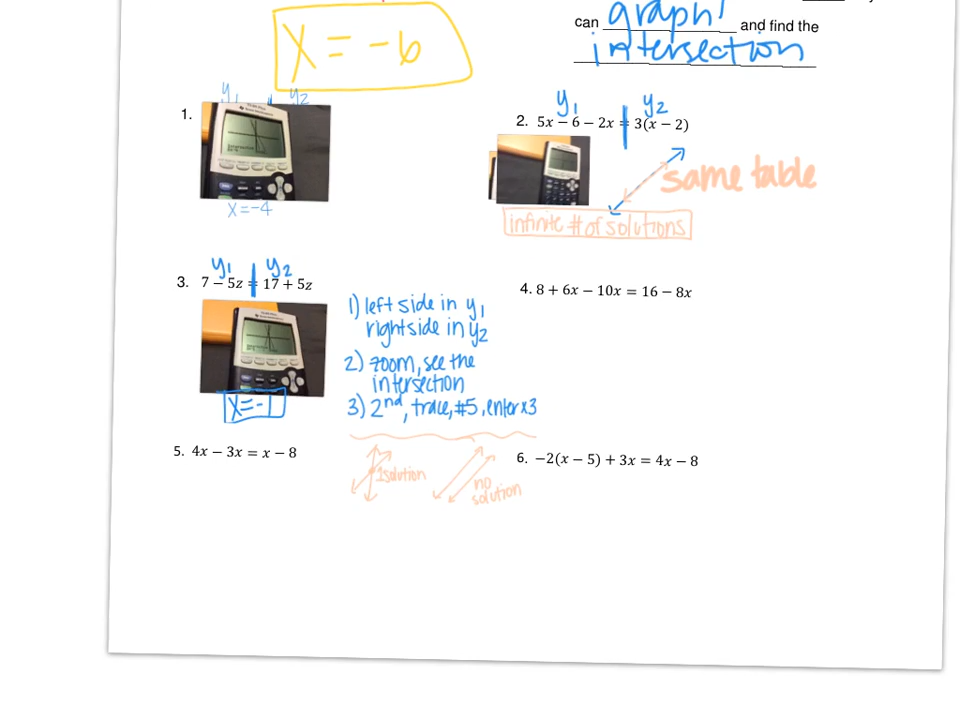 x = -6
can graph!
and find the
intersection
1.
y1 y2
x=-4
y1 y2
2. 5x − 6 − 2x = 3(x − 2)
same table
infinite # of solutions
y1 y2
3. 7 − 5z = 17 + 5z
x=-1
1) left side in y1
right side in y2
2) zoom, see the
intersection
3) 2nd, trace, #5, enter x3
4. 8 + 6x − 10x = 16 − 8x
5. 4x − 3x = x − 8
1 solution
no
solution
6. −2(x − 5) + 3x = 4x − 8